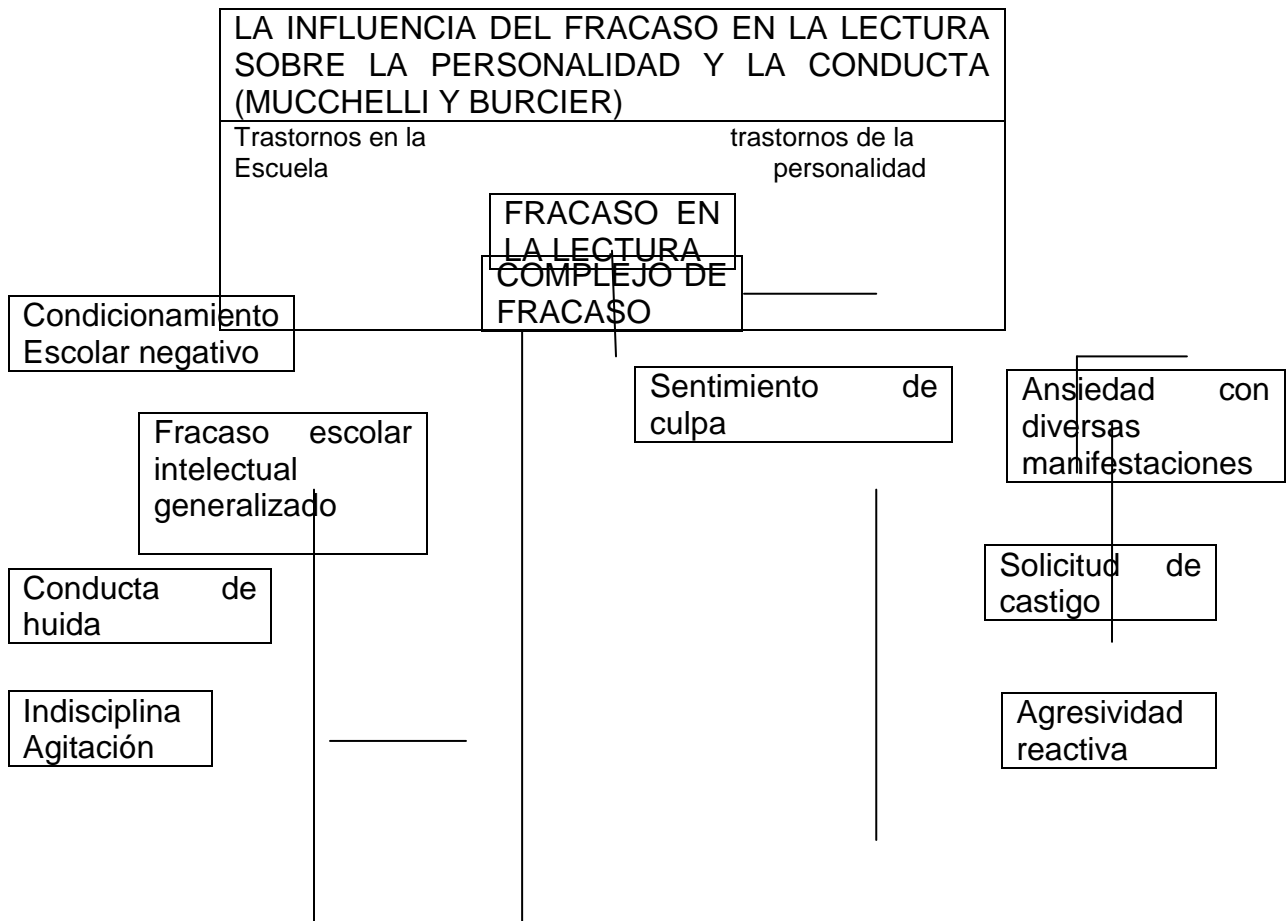 LA INFLUENCIA DEL FRACASO EN LA LECTURA
SOBRE LA PERSONALIDAD Y LA CONDUCTA
(MUCCHELLI Y BURCIER)
Trastornos en la
Escuela
trastornos de la
personalidad
FRACASO EN
LA LECTURA
COMPLEJO DE
FRACASO
Condicionamiento
Escolar negativo
Sentimiento de
culpa
Ansiedad con
diversas
manifestaciones
Fracaso escolar
intelectual
generalizado
Conducta de
huida
Solicitud de
castigo
Indisciplina
Agitación
Agresividad
reactiva